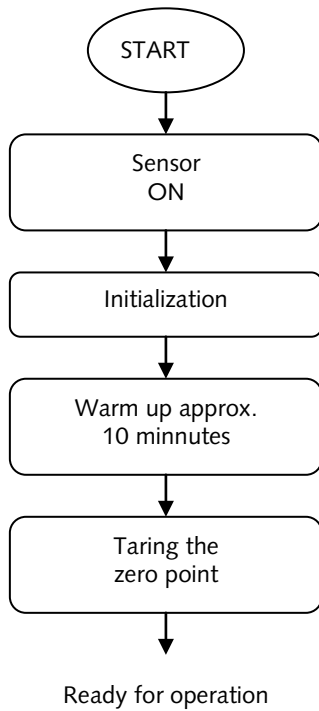 START
Sensor
ON
Initialization
Warm up approx.
10 minnutes
Taring the
zero point
Ready for operation